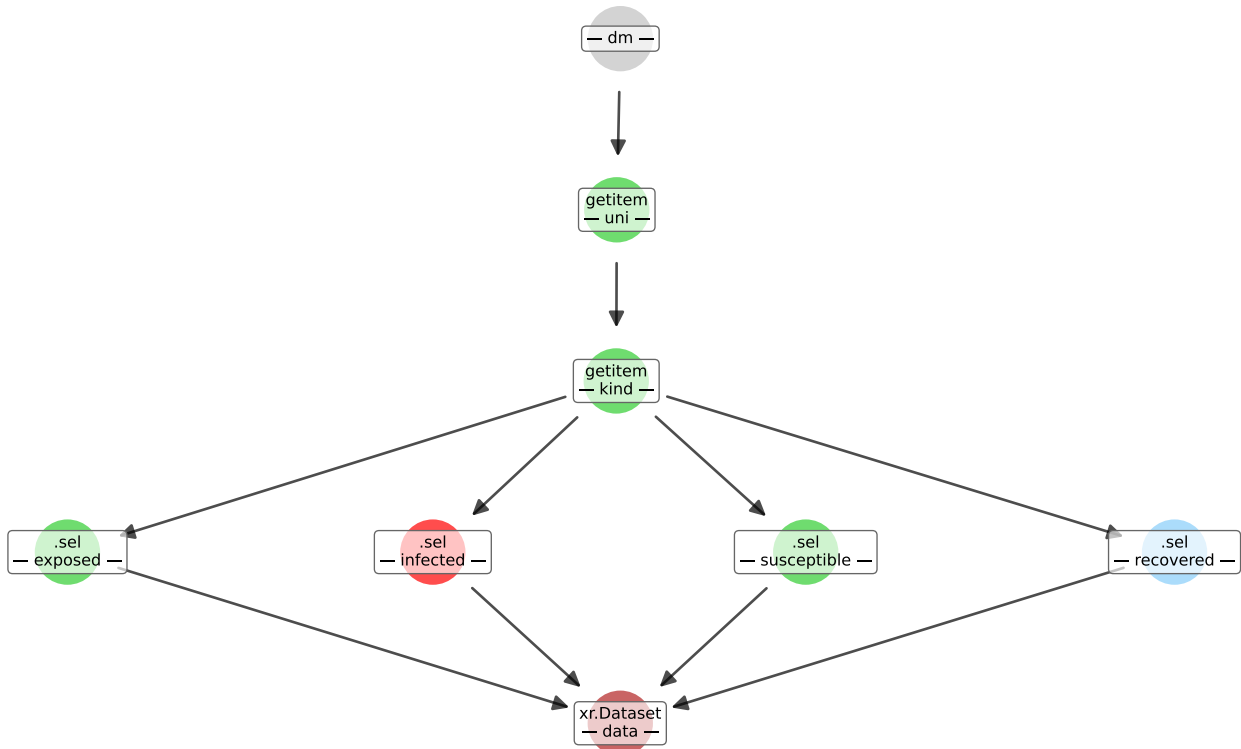 — dm —
getitem
— uni —
getitem
— kind —
.sel
— exposed —
.sel
— infected —
.sel
— susceptible —
.sel
— recovered —
xr.Dataset
— data —